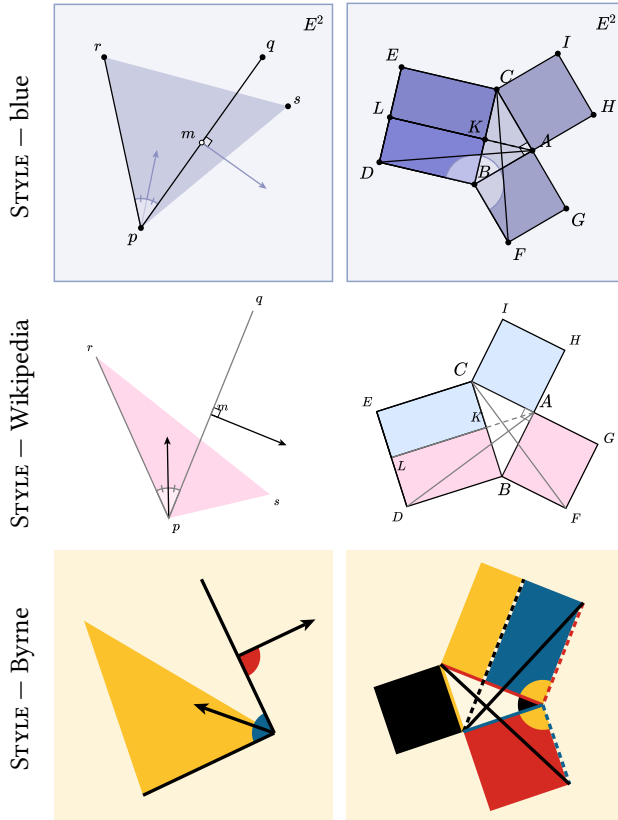 STYLE — blue
E²
r
q
s
m
p
E²
I
E
C
H
L
K
A
D
B
G
F
STYLE — Wikipedia
q
r
m
s
p
I
H
C
E
A
K
G
L
B
D
F
STYLE — Byrne